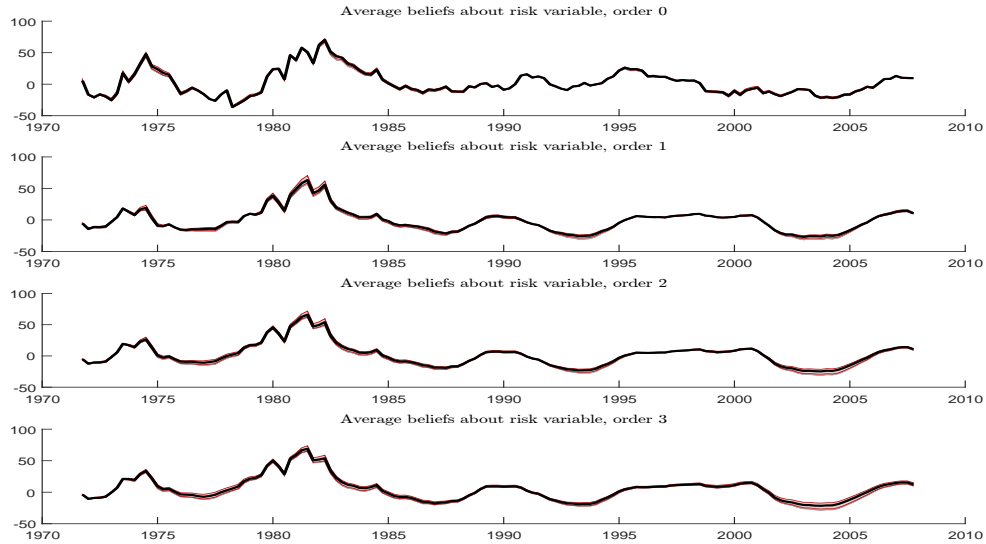 Average beliefs about risk variable, order 0
100
50
0
-50
1970 1975 1980 1985 1990 1995 2000 2005 2010
Average beliefs about risk variable, order 1
100
50
0
-50
1970 1975 1980 1985 1990 1995 2000 2005 2010
Average beliefs about risk variable, order 2
100
50
0
-50
1970 1975 1980 1985 1990 1995 2000 2005 2010
Average beliefs about risk variable, order 3
100
50
0
-50
1970 1975 1980 1985 1990 1995 2000 2005 2010